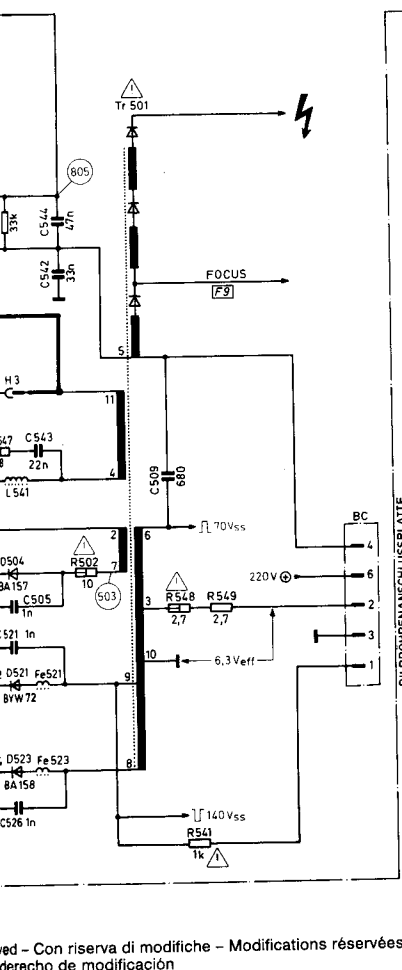 Tr 501
805
33k
C544
47n
C542
33n
FOCUS
F9
5
H3
11
C543
22n
4
L541
C509
680
BC
2
6
70Vss
4
D504
BA157
R502
10
7
503
220V
6
C505
1n
3
R548
2,7
R549
2,7
2
C521 1n
10
6,3Veff
3
D521
Fe521
BYW72
9
1
D523
Fe523
BA158
8
C526 1n
140Vss
R541
1k
– Con riserva di modifiche – Modifications réservées
derecho de modificación